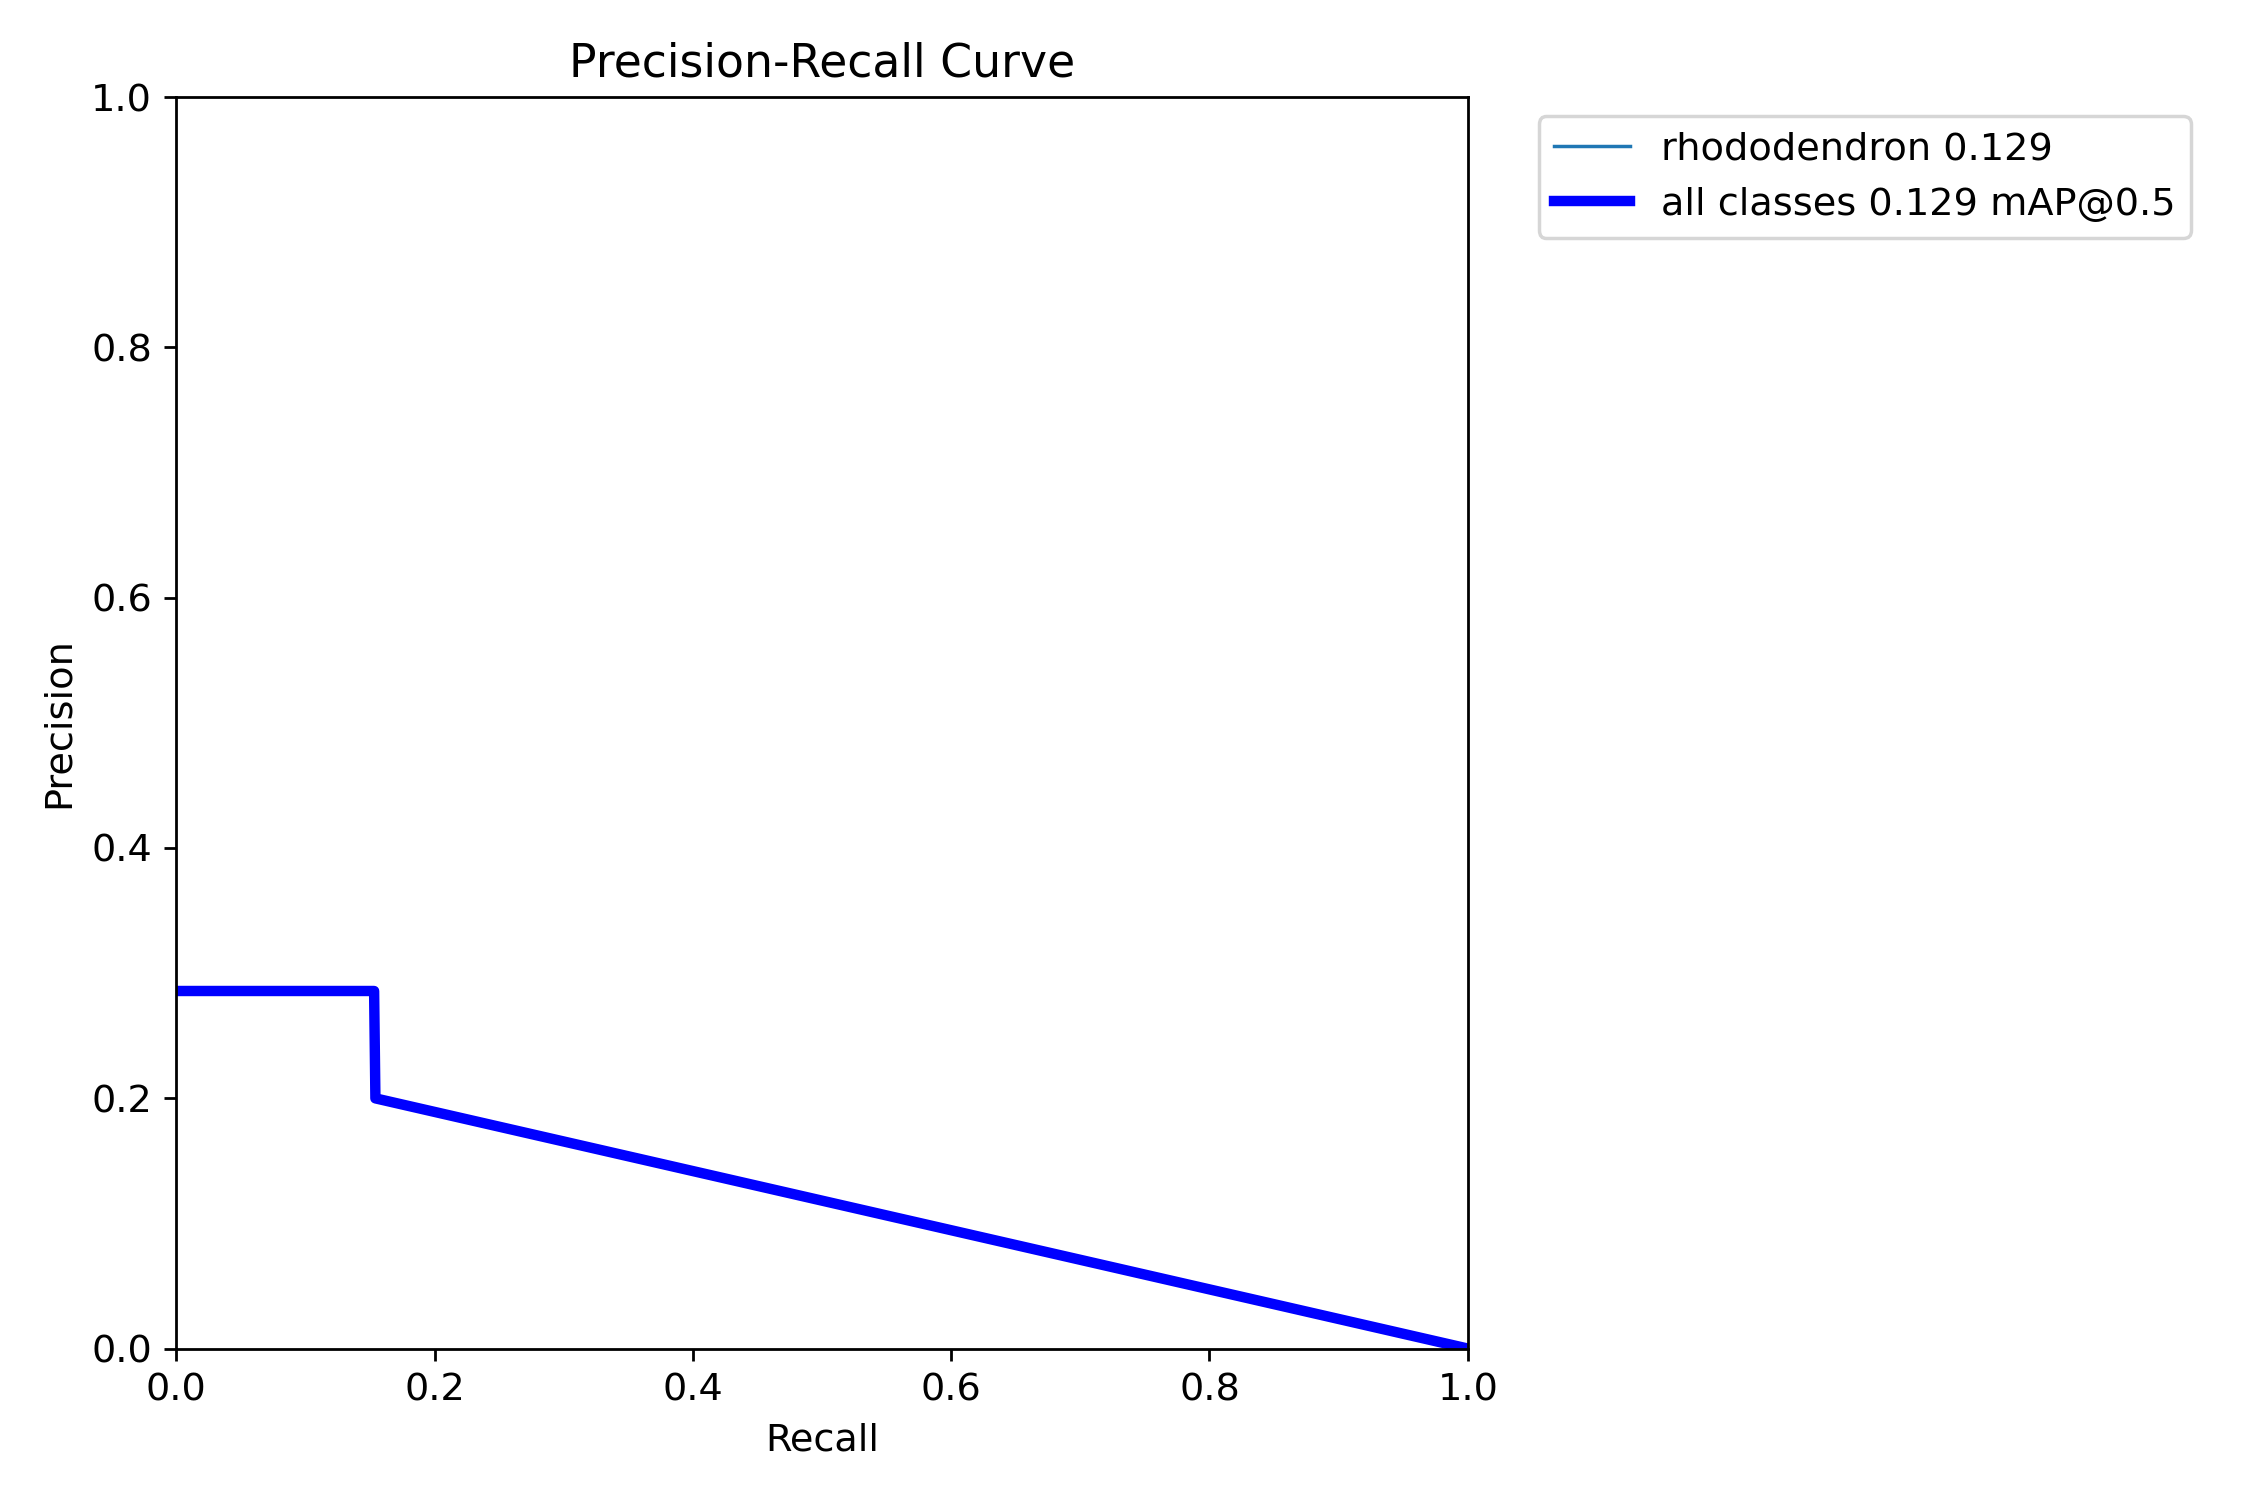 Precision-Recall Curve
rhododendron 0.129
all classes 0.129 mAP@0.5
Precision
1.0
0.8
0.6
0.4
0.2
0.0
0.0 0.2 0.4 0.6 0.8 1.0
Recall